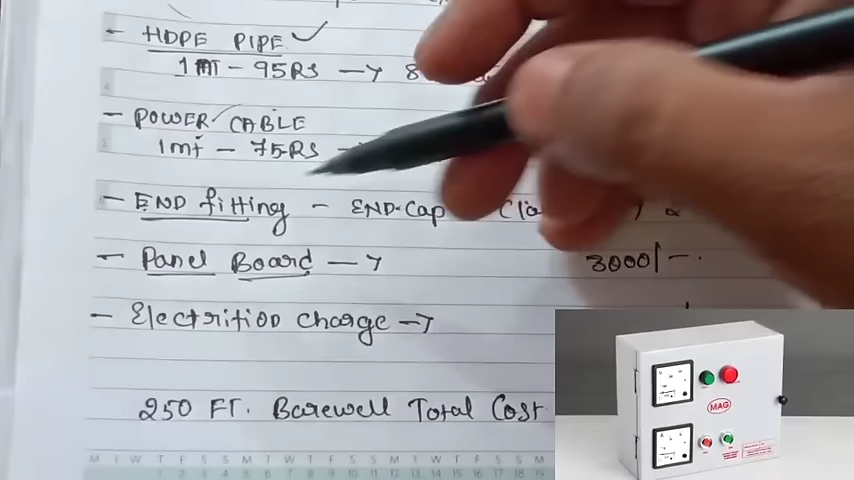 - HDPE PIPE ✓
1mt - 95RS → 8
- POWER CABLE
1mt - 75RS -
- END fitting - END-Cap
- Panel Board → 3000/-.
- Electrition charge →
250 FT. Barewell Total Cost
MAG
M T W T F S S M T W T F S S M T W T F S S M T W T F S S M